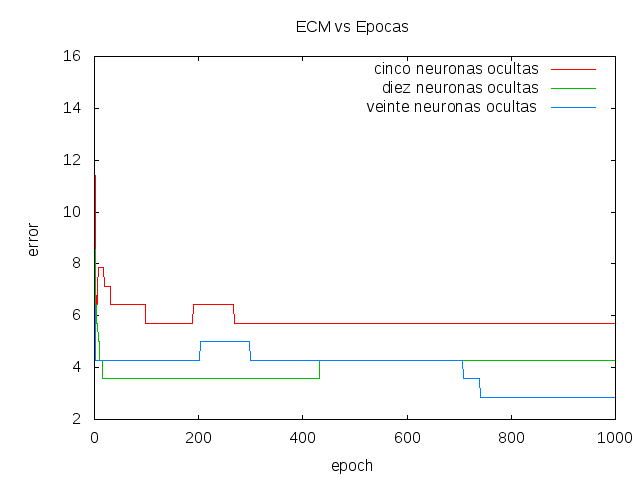 ECM vs Epocas
cinco neuronas ocultas
diez neuronas ocultas
veinte neuronas ocultas
16
14
12
10
8
6
4
2
error
0 200 400 600 800 1000
epoch